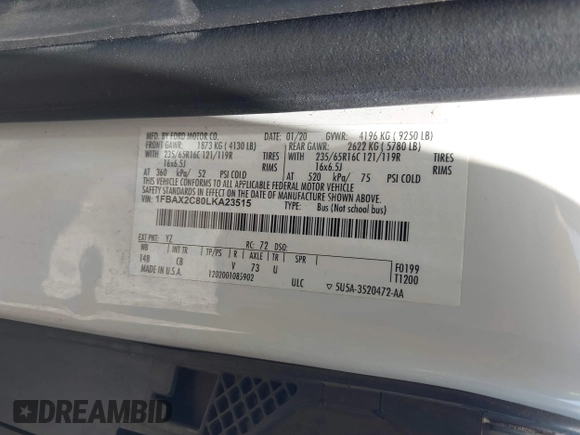 MFD. BY FORD MOTOR CO. DATE: 01/20 GVWR: 4196 KG ( 9250 LB)
FRONT GAWR: 1873 KG ( 4130 LB) REAR GAWR: 2622 KG ( 5780 LB)
WITH 235/65R16C 121/119R TIRES WITH 235/65R16C 121/119R TIRES
16x6.5J RIMS 16x6.5J RIMS
AT 360 kPa/ 52 PSI COLD AT 520 kPa/ 75 PSI COLD
THIS VEHICLE CONFORMS TO ALL APPLICABLE FEDERAL MOTOR VEHICLE
SAFETY STANDARDS IN EFFECT ON THE DATE OF MANUFACTURE SHOWN ABOVE.
VIN: 1FBAX2C80LKA23515 TYPE: Bus (Not school bus)
EXT PNT: YZ RC: 72 DSO:
WB INT TR TP/PS R AXLE TR SPR F0199
148 CB V 73 U T1200
MADE IN U.S.A. 1202001085902 ULC ▽ 5U5A-3520472-AA
DREAMBID